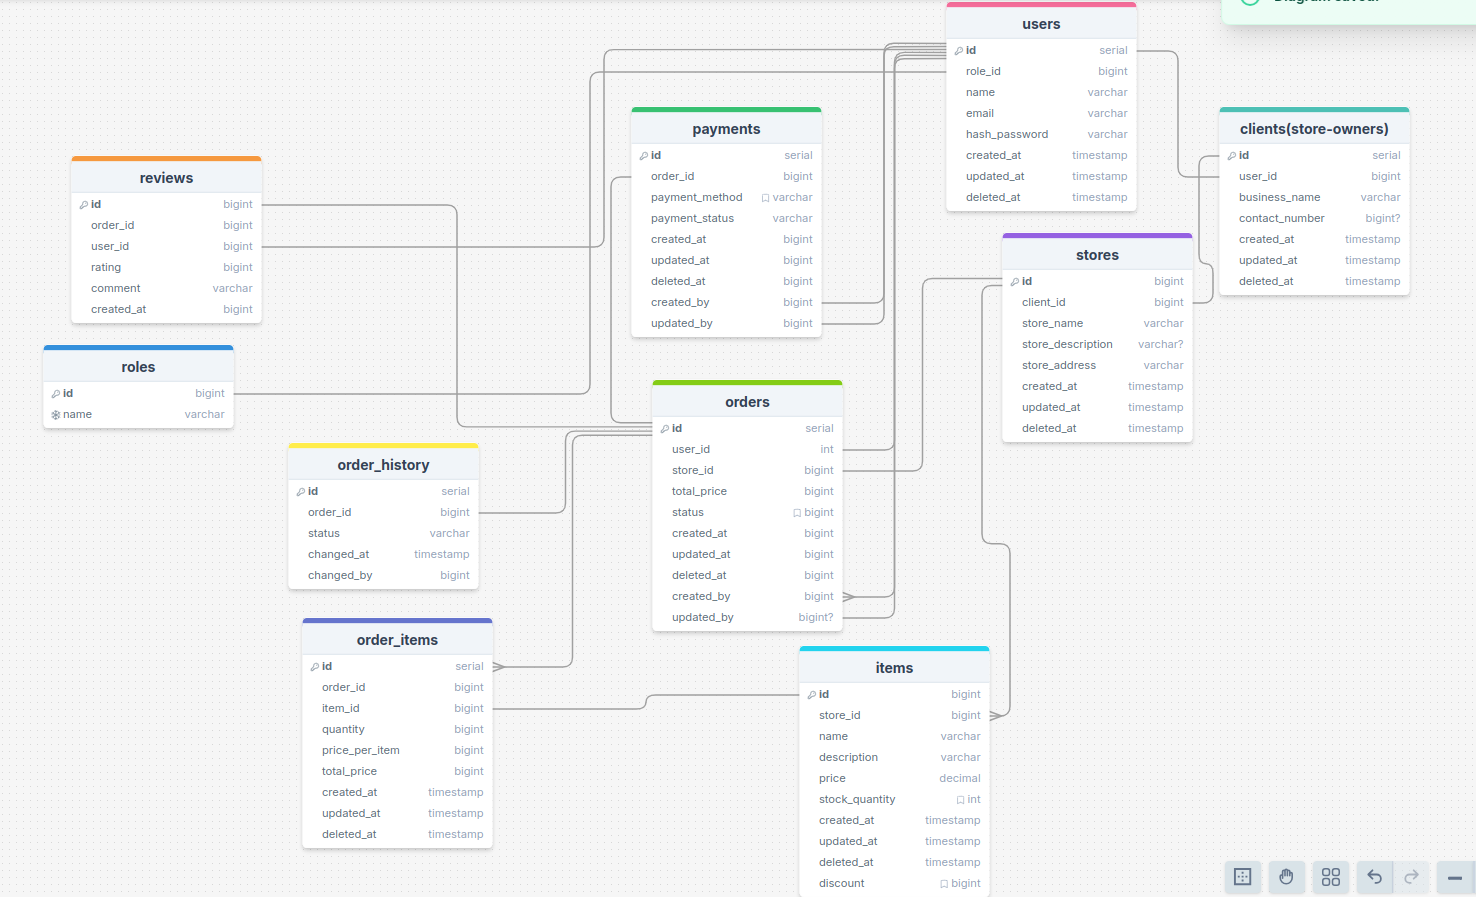 users
id serial
role_id bigint
name varchar
email varchar
hash_password varchar
created_at timestamp
updated_at timestamp
deleted_at timestamp
payments
id serial
order_id bigint
payment_method varchar
payment_status varchar
created_at bigint
updated_at bigint
deleted_at bigint
created_by bigint
updated_by bigint
clients(store-owners)
id serial
user_id bigint
business_name varchar
contact_number bigint?
created_at timestamp
updated_at timestamp
deleted_at timestamp
reviews
id bigint
order_id bigint
user_id bigint
rating bigint
comment varchar
created_at bigint
stores
id bigint
client_id bigint
store_name varchar
store_description varchar?
store_address varchar
created_at timestamp
updated_at timestamp
deleted_at timestamp
roles
id bigint
name varchar
orders
id serial
user_id int
store_id bigint
total_price bigint
status bigint
created_at bigint
updated_at bigint
deleted_at bigint
created_by bigint
updated_by bigint?
order_history
id serial
order_id bigint
status varchar
changed_at timestamp
changed_by bigint
order_items
id serial
order_id bigint
item_id bigint
quantity bigint
price_per_item bigint
total_price bigint
created_at timestamp
updated_at timestamp
deleted_at timestamp
items
id bigint
store_id bigint
name varchar
description varchar
price decimal
stock_quantity int
created_at timestamp
updated_at timestamp
deleted_at timestamp
discount bigint